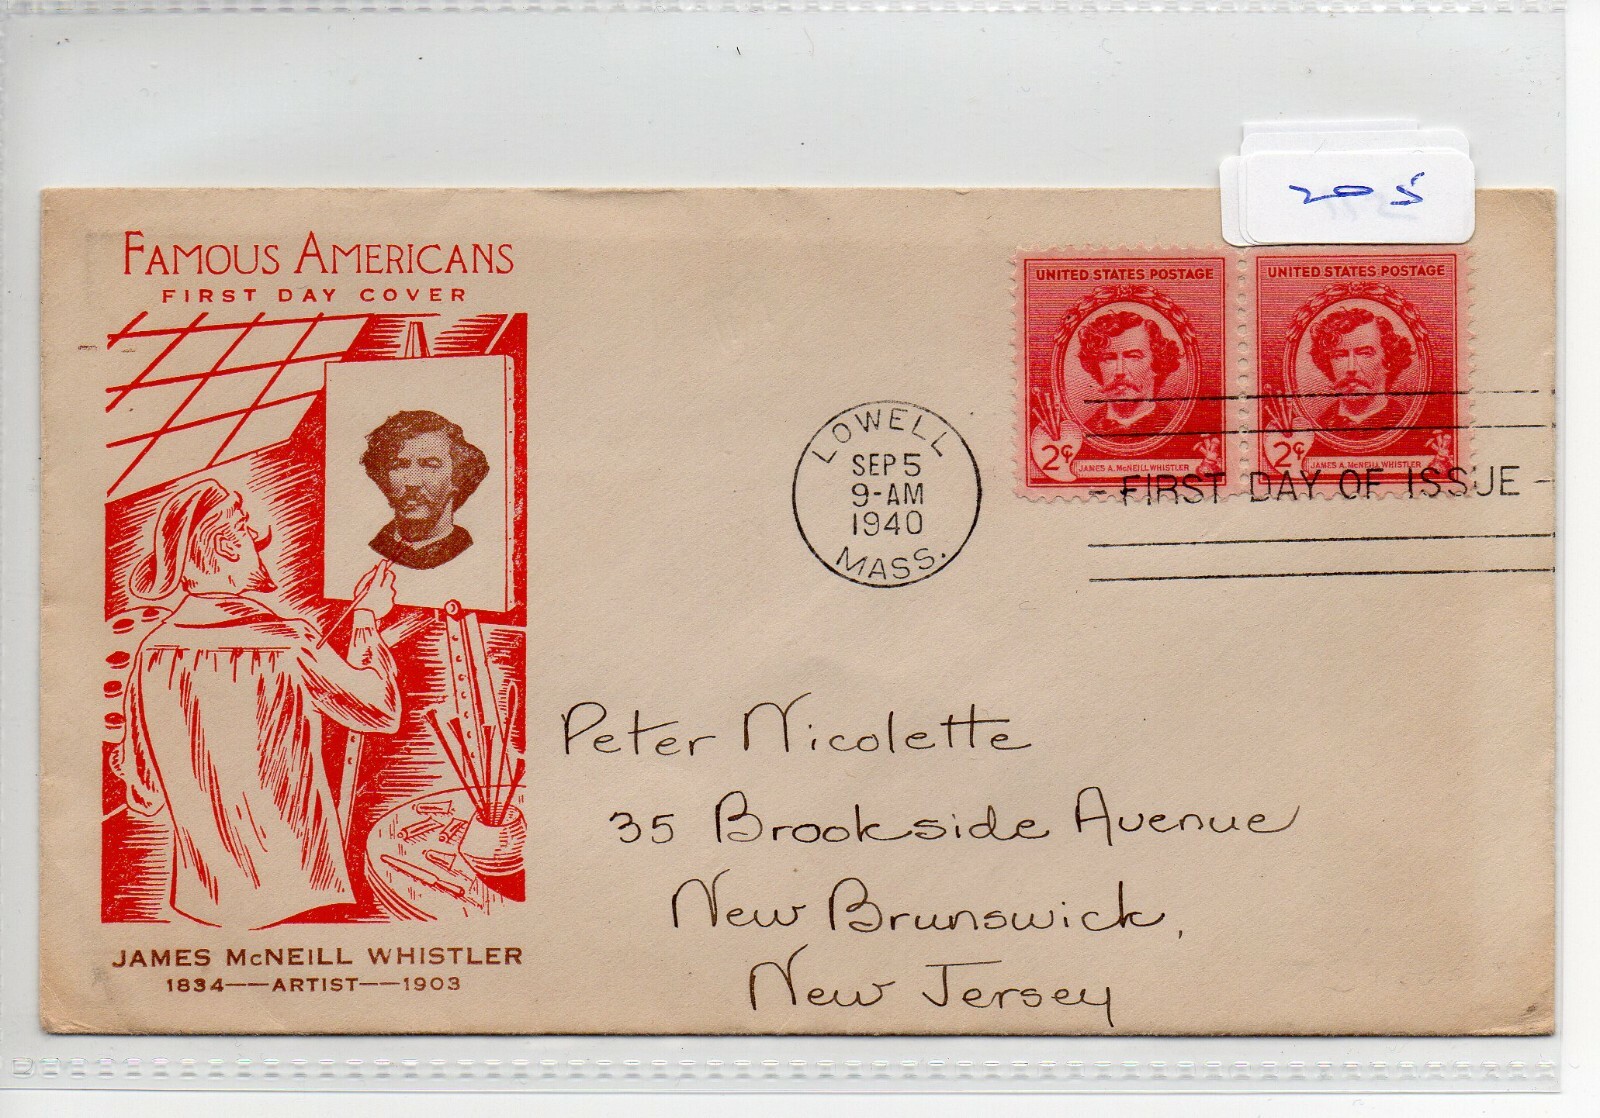 205
FAMOUS AMERICANS
FIRST DAY COVER
UNITED STATES POSTAGE
2¢
JAMES A. McNEILL WHISTLER
UNITED STATES POSTAGE
2¢
JAMES A. McNEILL WHISTLER
LOWELL
SEP 5
9-AM
1940
MASS.
- FIRST DAY OF ISSUE -
Peter Nicolette
35 Brookside Avenue
New Brunswick,
New Jersey
JAMES McNEILL WHISTLER
1834--ARTIST--1903